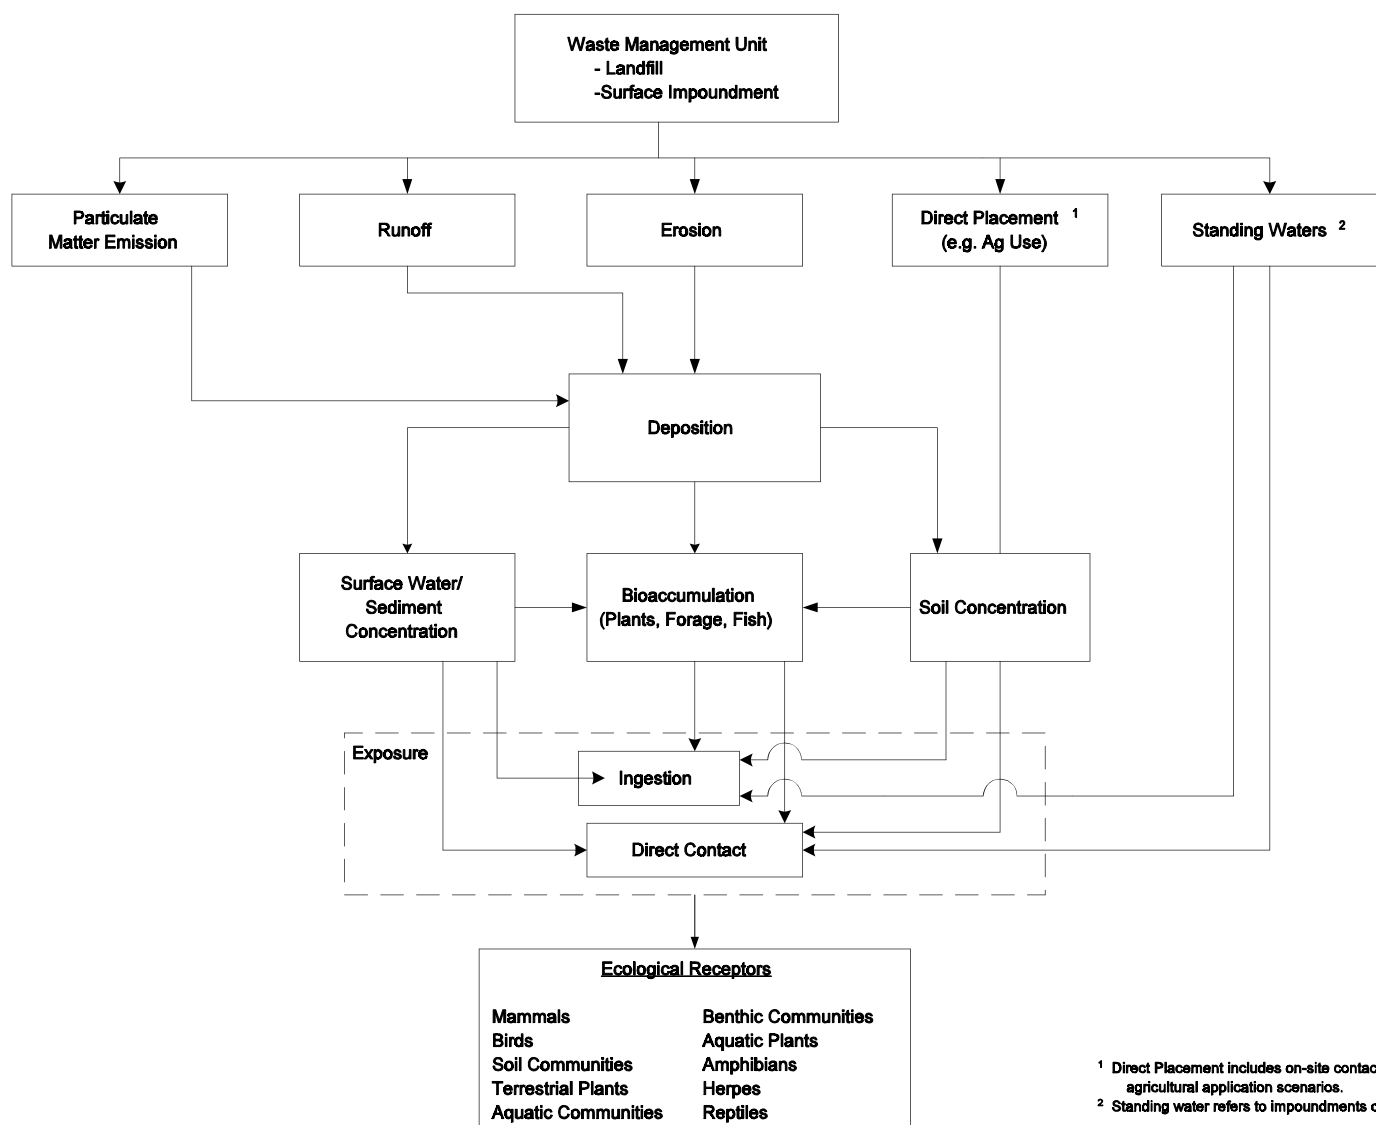 Waste Management Unit
- Landfill
-Surface Impoundment
Particulate
Matter Emission
Runoff
Erosion
Direct Placement 1
(e.g. Ag Use)
Standing Waters 2
Deposition
Surface Water/
Sediment
Concentration
Bioaccumulation
(Plants, Forage, Fish)
Soil Concentration
Exposure
Ingestion
Direct Contact
Ecological Receptors
Mammals
Birds
Soil Communities
Terrestrial Plants
Aquatic Communities
Benthic Communities
Aquatic Plants
Amphibians
Herpes
Reptiles
1 Direct Placement includes on-site
agricultural application scenarios.
2 Standing water refers to impoundments